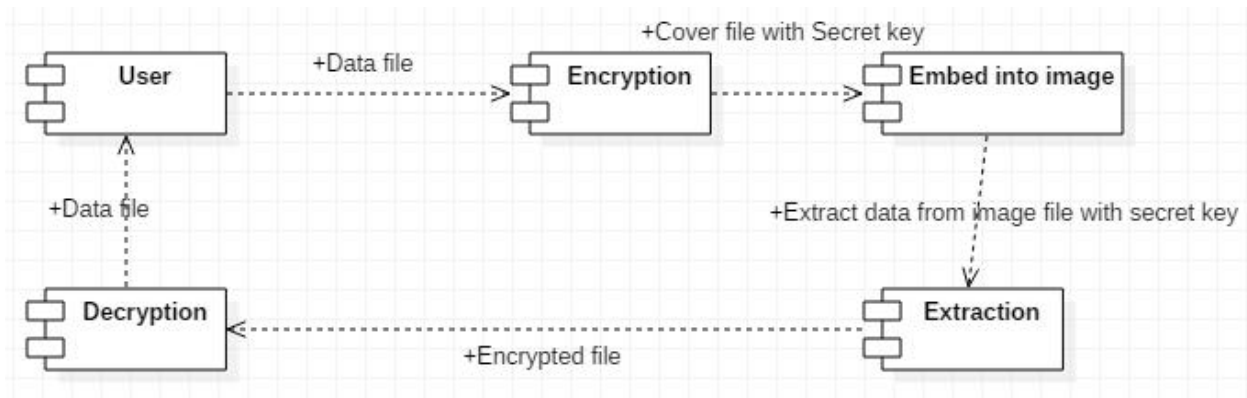 +Cover file with Secret key
User
+Data file
Encryption
Embed into image
+Data file
+Extract data from image file with secret key
Decryption
Extraction
+Encrypted file